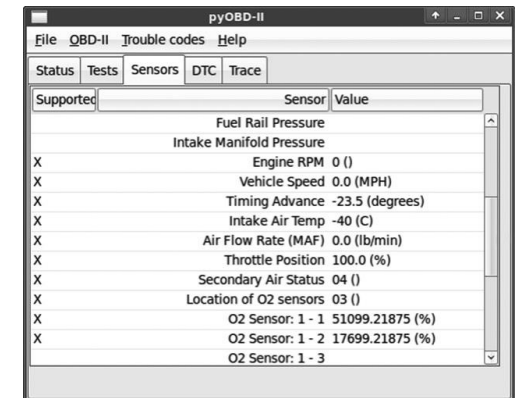 pyOBD-II
File OBD-II Trouble codes Help
Status Tests Sensors DTC Trace
Supported Sensor Value
Fuel Rail Pressure
Intake Manifold Pressure
X Engine RPM 0 ()
X Vehicle Speed 0.0 (MPH)
X Timing Advance -23.5 (degrees)
X Intake Air Temp -40 (C)
X Air Flow Rate (MAF) 0.0 (lb/min)
X Throttle Position 100.0 (%)
X Secondary Air Status 04 ()
X Location of O2 sensors 03 ()
X O2 Sensor: 1 - 1 51099.21875 (%)
X O2 Sensor: 1 - 2 17699.21875 (%)
O2 Sensor: 1 - 3